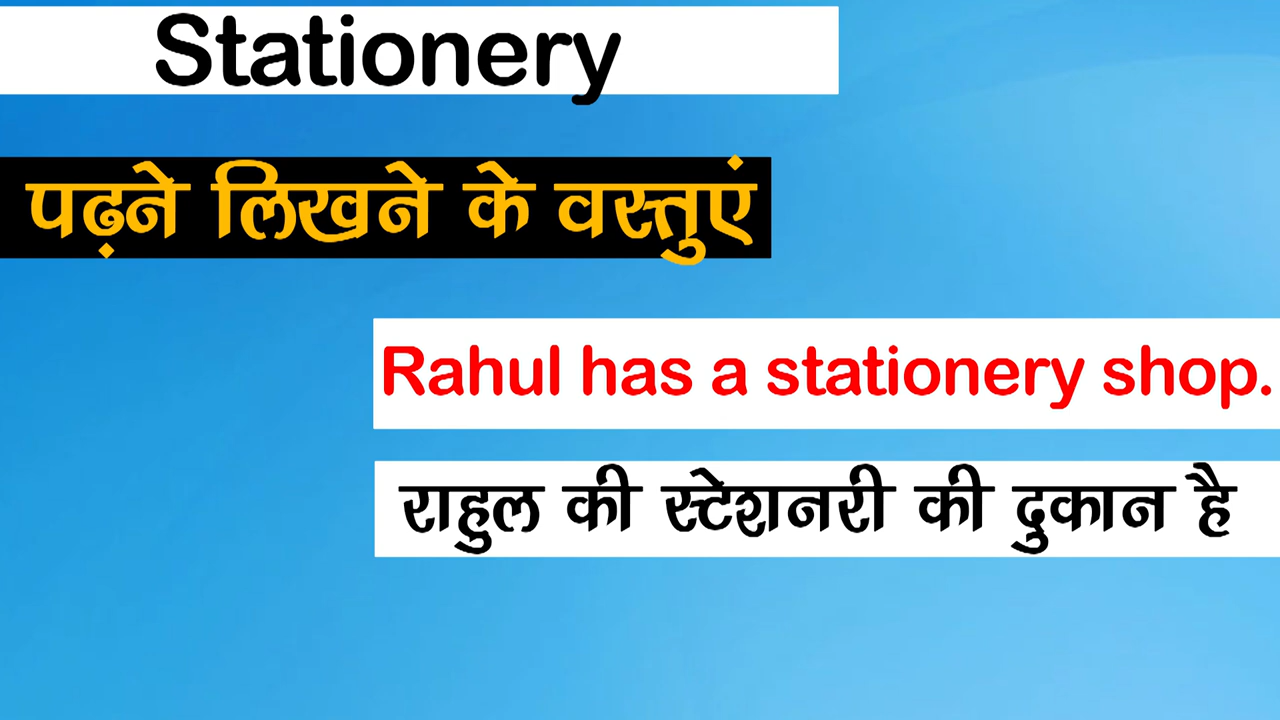 Stationery
पढ़ने लिखने के वस्तुएं
Rahul has a stationery shop.
राहुल की स्टेशनरी की दुकान है